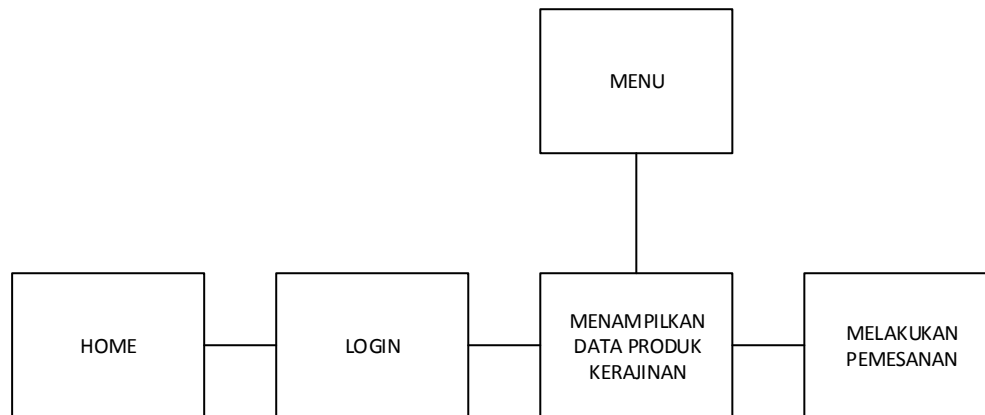 MENU
HOME
LOGIN
MENAMPILKAN
DATA PRODUK
KERAJINAN
MELAKUKAN
PEMESANAN